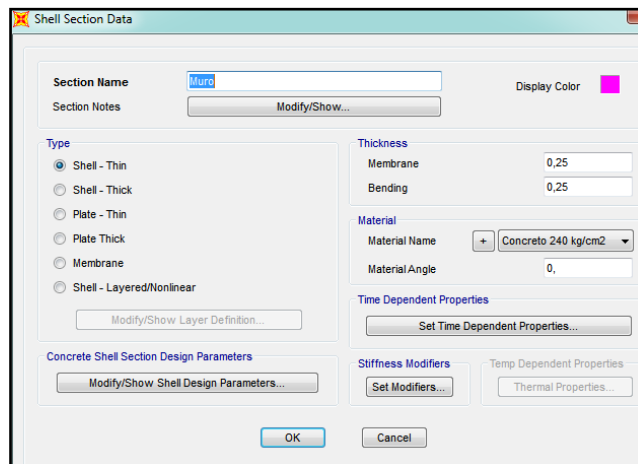 Shell Section Data
Section Name
Muro
Display Color
Section Notes
Modify/Show...
Type
Shell - Thin
Shell - Thick
Plate - Thin
Plate Thick
Membrane
Shell - Layered/Nonlinear
Modify/Show Layer Definition...
Thickness
Membrane
0,25
Bending
0,25
Material
Material Name
+
Concreto 240 kg/cm2
Material Angle
0,
Time Dependent Properties
Set Time Dependent Properties...
Concrete Shell Section Design Parameters
Modify/Show Shell Design Parameters...
Stiffness Modifiers
Set Modifiers...
Temp Dependent Properties
Thermal Properties...
OK
Cancel